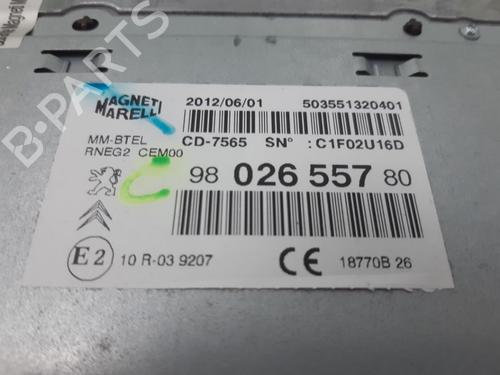 MAGNETI MARELLI
2012/06/01 503551320401
MM-BTEL
RNEG2 CEM00
CD-7565 SN° : C1F02U16D
98 026 557 80
E2 10 R-03 9207
CE 18770B 26
B-PARTS